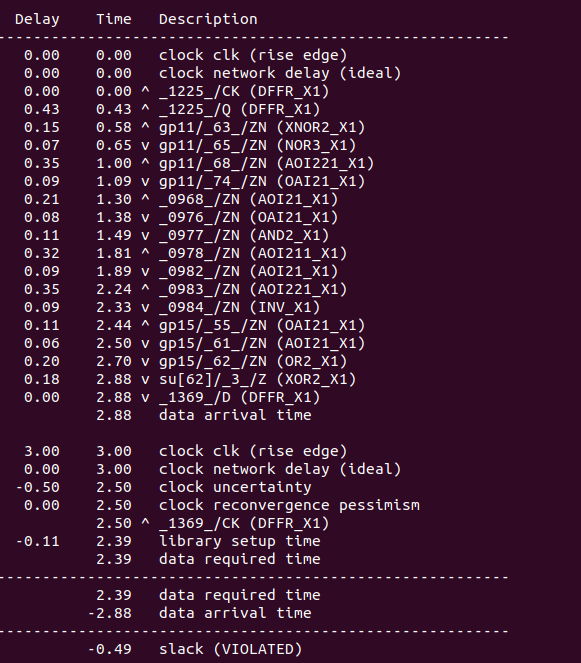 Delay    Time   Description
---------------------------------------------------------
 0.00    0.00   clock clk (rise edge)
 0.00    0.00   clock network delay (ideal)
 0.00    0.00 ^ _1225_/CK (DFFR_X1)
 0.43    0.43 ^ _1225_/Q (DFFR_X1)
 0.15    0.58 ^ gp11/_63_/ZN (XNOR2_X1)
 0.07    0.65 v gp11/_65_/ZN (NOR3_X1)
 0.35    1.00 ^ gp11/_68_/ZN (AOI221_X1)
 0.09    1.09 v gp11/_74_/ZN (OAI21_X1)
 0.21    1.30 ^ _0968_/ZN (AOI21_X1)
 0.08    1.38 v _0976_/ZN (OAI21_X1)
 0.11    1.49 v _0977_/ZN (AND2_X1)
 0.32    1.81 ^ _0978_/ZN (AOI211_X1)
 0.09    1.89 v _0982_/ZN (AOI21_X1)
 0.35    2.24 ^ _0983_/ZN (AOI221_X1)
 0.09    2.33 v _0984_/ZN (INV_X1)
 0.11    2.44 ^ gp15/_55_/ZN (OAI21_X1)
 0.06    2.50 v gp15/_61_/ZN (AOI21_X1)
 0.20    2.70 v gp15/_62_/ZN (OR2_X1)
 0.18    2.88 v su[62]/_3_/Z (XOR2_X1)
 0.00    2.88 v _1369_/D (DFFR_X1)
         2.88   data arrival time

 3.00    3.00   clock clk (rise edge)
 0.00    3.00   clock network delay (ideal)
-0.50    2.50   clock uncertainty
 0.00    2.50   clock reconvergence pessimism
         2.50 ^ _1369_/CK (DFFR_X1)
-0.11    2.39   library setup time
         2.39   data required time
---------------------------------------------------------
         2.39   data required time
        -2.88   data arrival time
---------------------------------------------------------
        -0.49   slack (VIOLATED)